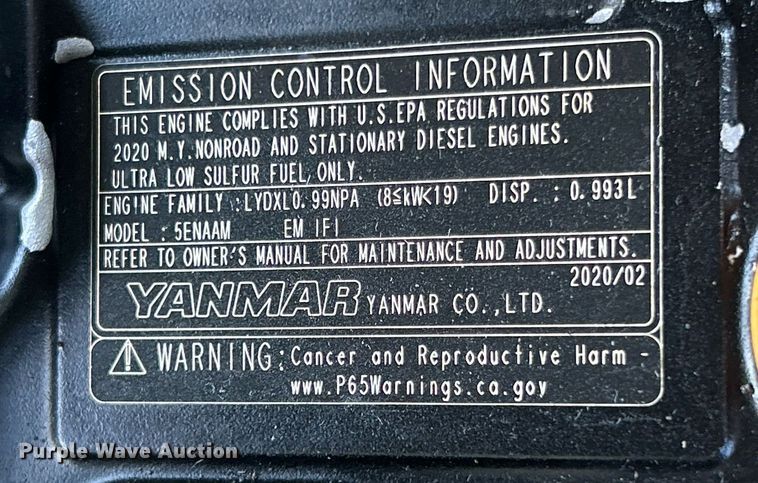 EMISSION CONTROL INFORMATION
THIS ENGINE COMPLIES WITH U.S.EPA REGULATIONS FOR
2020 M.Y.NONROAD AND STATIONARY DIESEL ENGINES.
ULTRA LOW SULFUR FUEL ONLY.
ENGINE FAMILY : LYDXL0.99NPA (8≤kW<19) DISP. : 0.993L
MODEL : 5ENAAM EM IFI
REFER TO OWNER'S MANUAL FOR MAINTENANCE AND ADJUSTMENTS.
2020/02
YANMAR YANMAR CO.,LTD.
⚠ WARNING: Cancer and Reproductive Harm -
www.P65Warnings.ca.gov
Purple Wave Auction